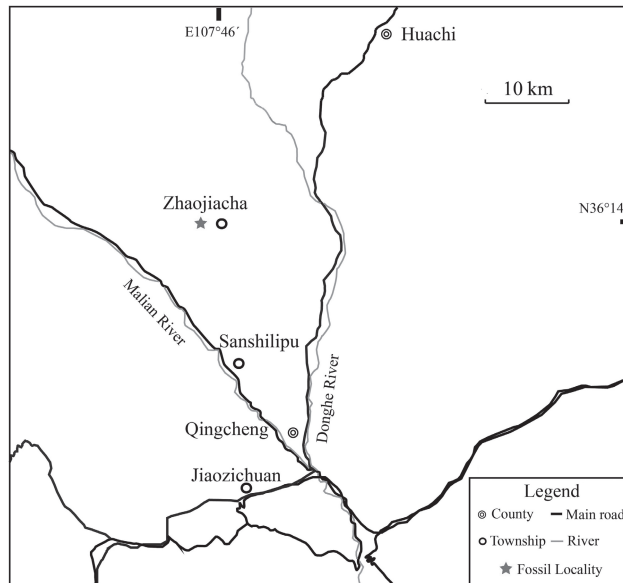 E107°46´
Huachi
10 km
Zhaojiacha
N36°14
Malian River
Sanshilipu
Donghe River
Qingcheng
Jiaozichuan
Legend
County Main road
Township River
Fossil Locality